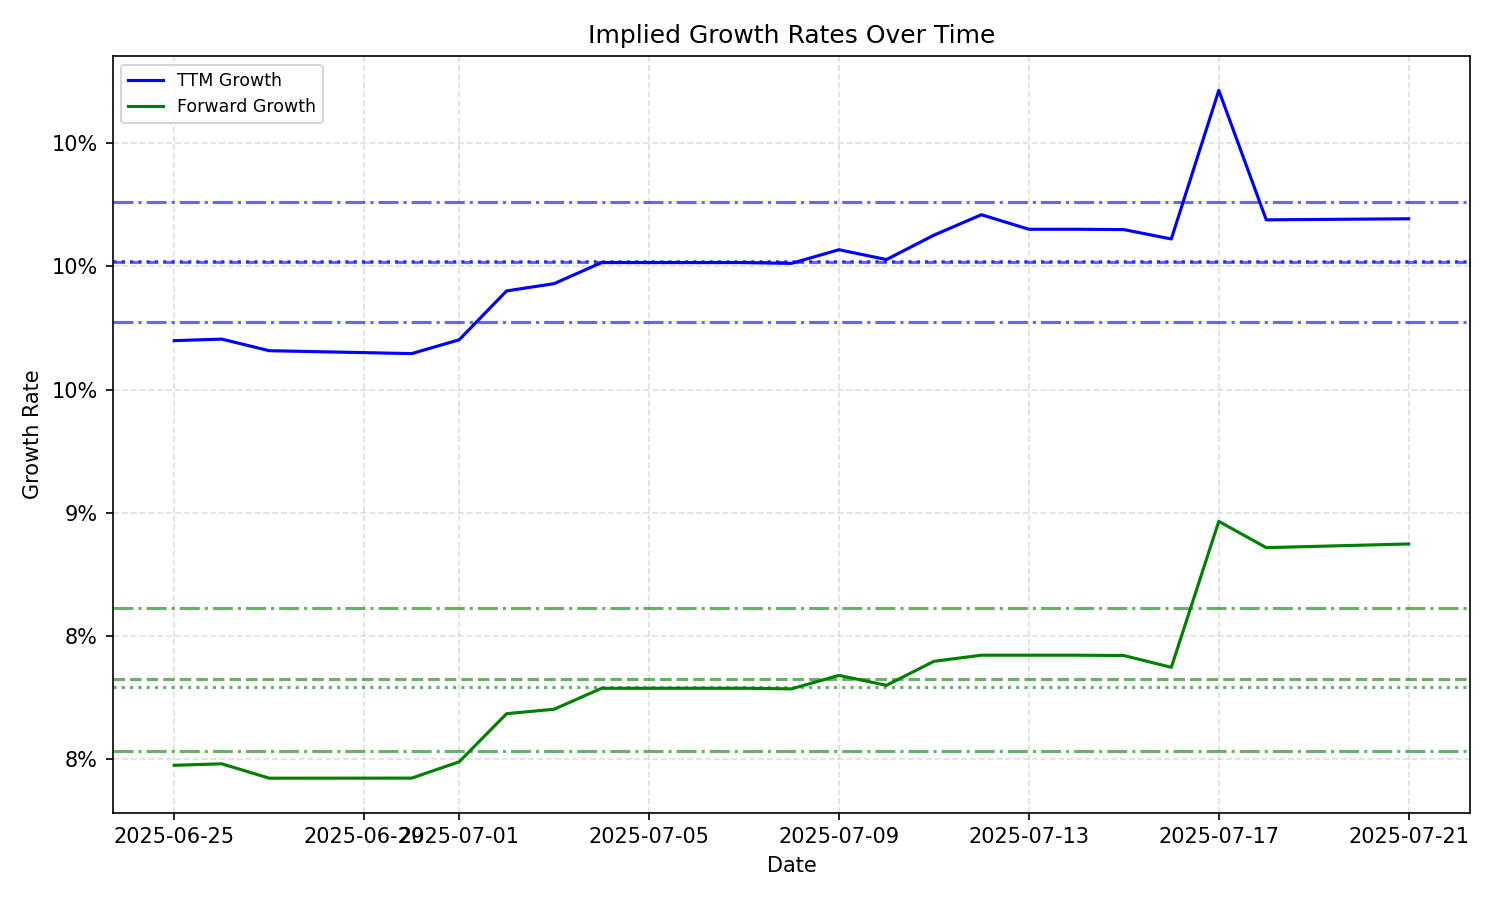 Implied Growth Rates Over Time
TTM Growth
Forward Growth
10%
10%
10%
9%
8%
8%
Growth Rate
2025-06-25
2025-06-29
2025-07-01
2025-07-05
2025-07-09
2025-07-13
2025-07-17
2025-07-21
Date